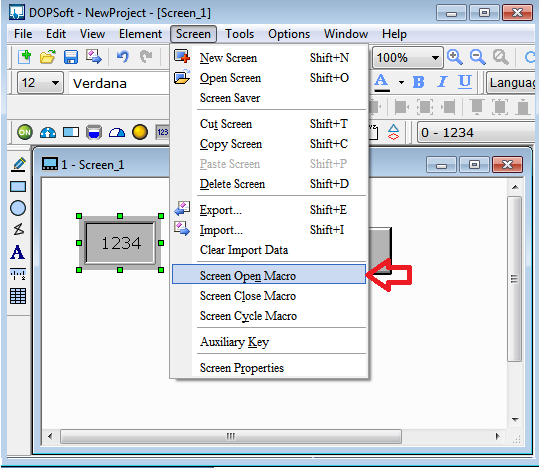 DOPSoft - NewProject - [Screen_1]
File Edit View Element Screen Tools Options Window Help
New Screen Shift+N 100%
12 Verdana Open Screen Shift+O A B I U Languag
Screen Saver
Cut Screen Shift+T
ON 123 Copy Screen Shift+C 0 - 1234
Paste Screen Shift+P
1 - Screen_1
Delete Screen Shift+D
Export... Shift+E
Import... Shift+I
1234
A
Clear Import Data
Screen Open Macro
Screen Close Macro
Screen Cycle Macro
Auxiliary Key
Screen Properties